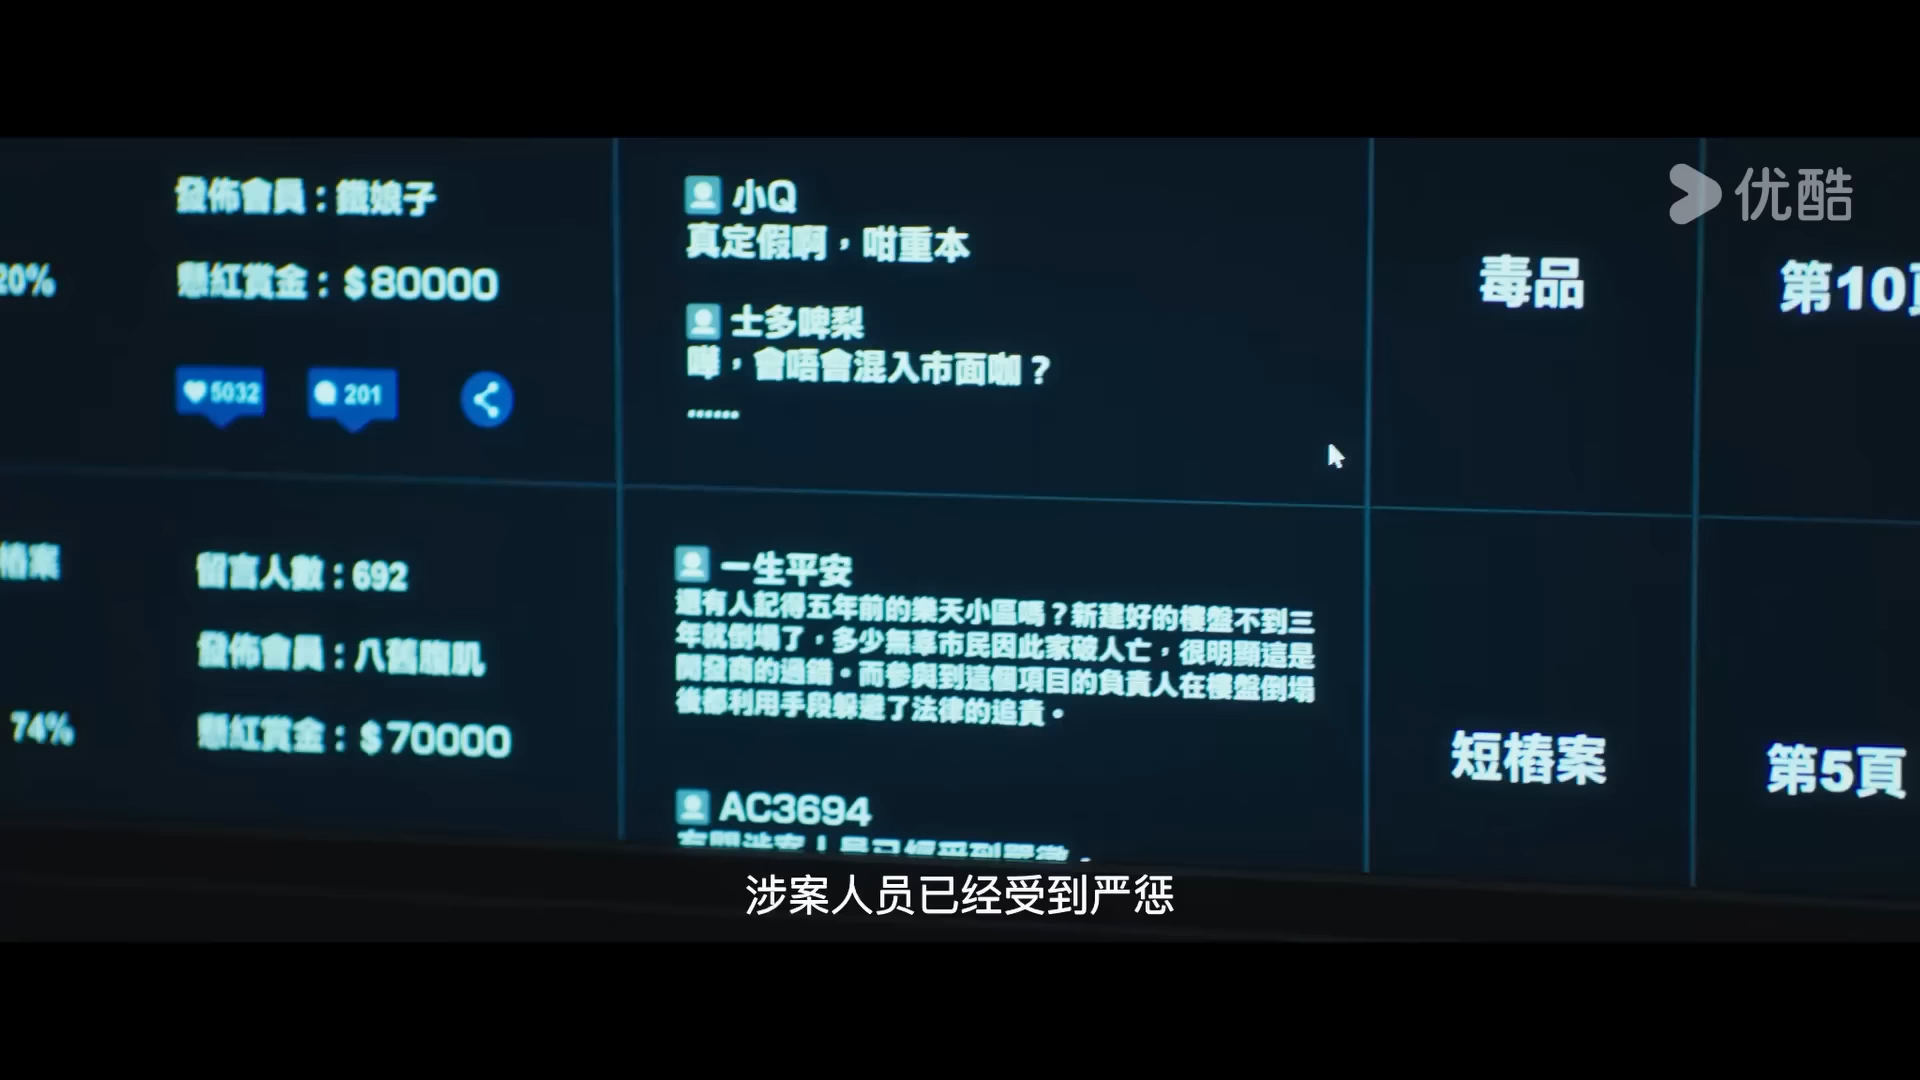 發佈會員：鐵娘子
20%
懸紅賞金：$80000
5032
201
小Q
真定假啊，咁重本
士多啤梨
嘩，會唔會混入市面㗎？
……
毒品
第10頁
优酷
樁案
留言人數：692
發佈會員：八舊腹肌
74%
懸紅賞金：$70000
一生平安
還有人記得五年前的樂天小區嗎？新建好的樓盤不到三
年就倒塌了，多少無辜市民因此家破人亡，很明顯這是
開發商的過錯。而參與到這個項目的負責人在樓盤倒塌
後都利用手段躲避了法律的追責。
AC3694
短樁案
第5頁
涉案人员已经受到严惩